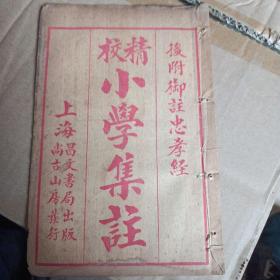 後附御註忠孝經
精校
小學集註
上海昌文書局出版
尚古山房發行